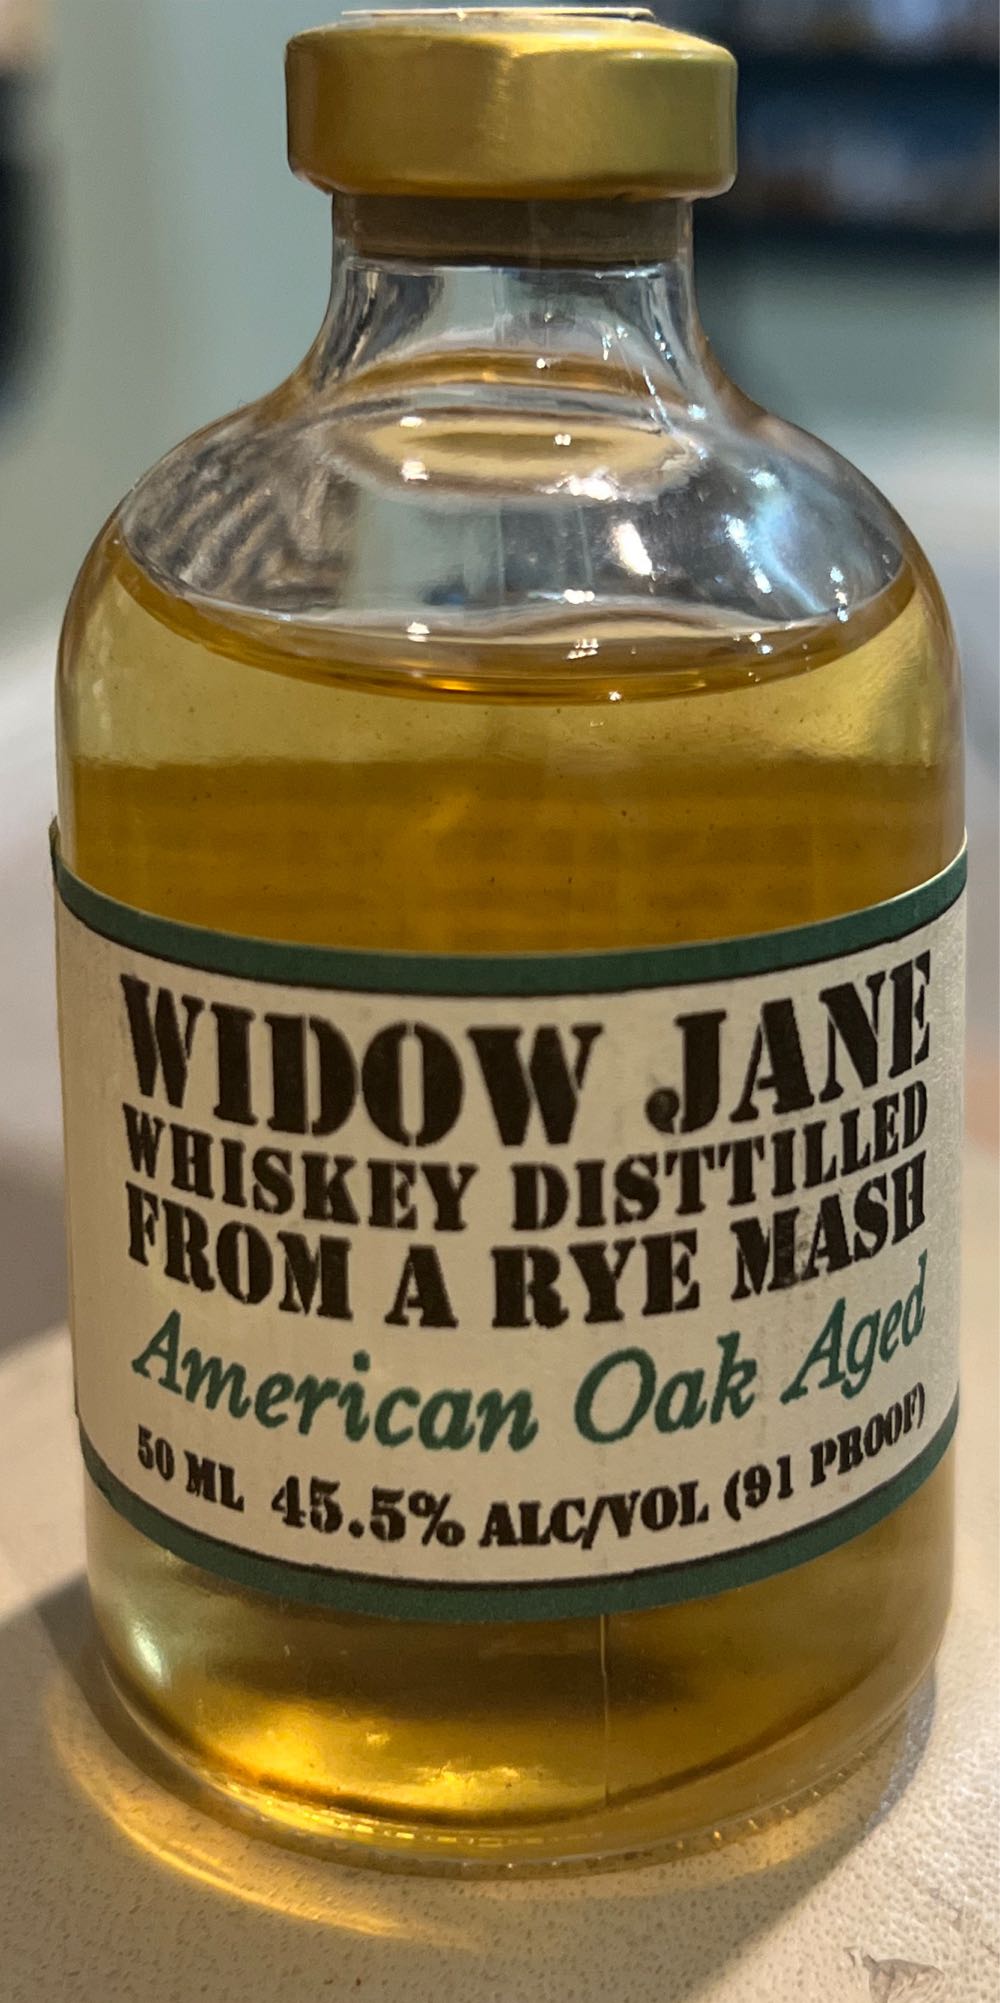 WIDOW JANE
WHISKEY DISTTILLED
FROM A RYE MASH
American Oak Aged
50 ML 45.5% ALC/VOL (91 PROOF)